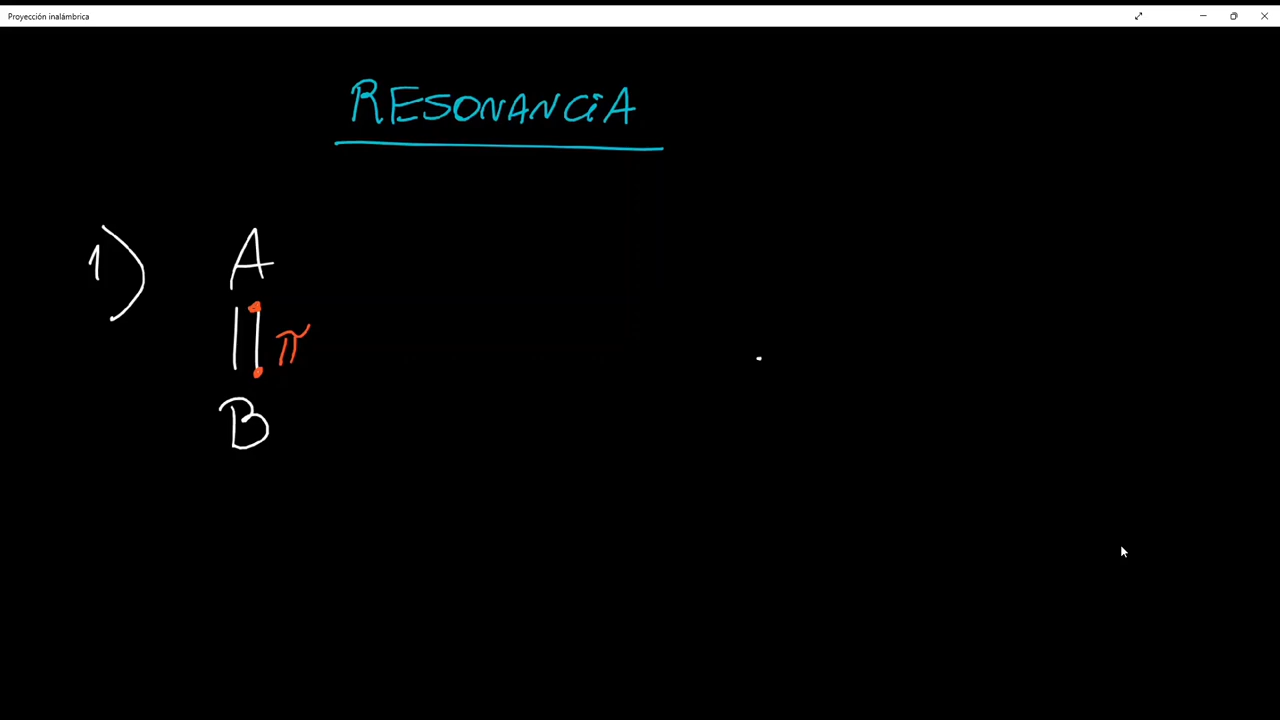 Proyección inalámbrica
RESONANCiA
1) A
π
B